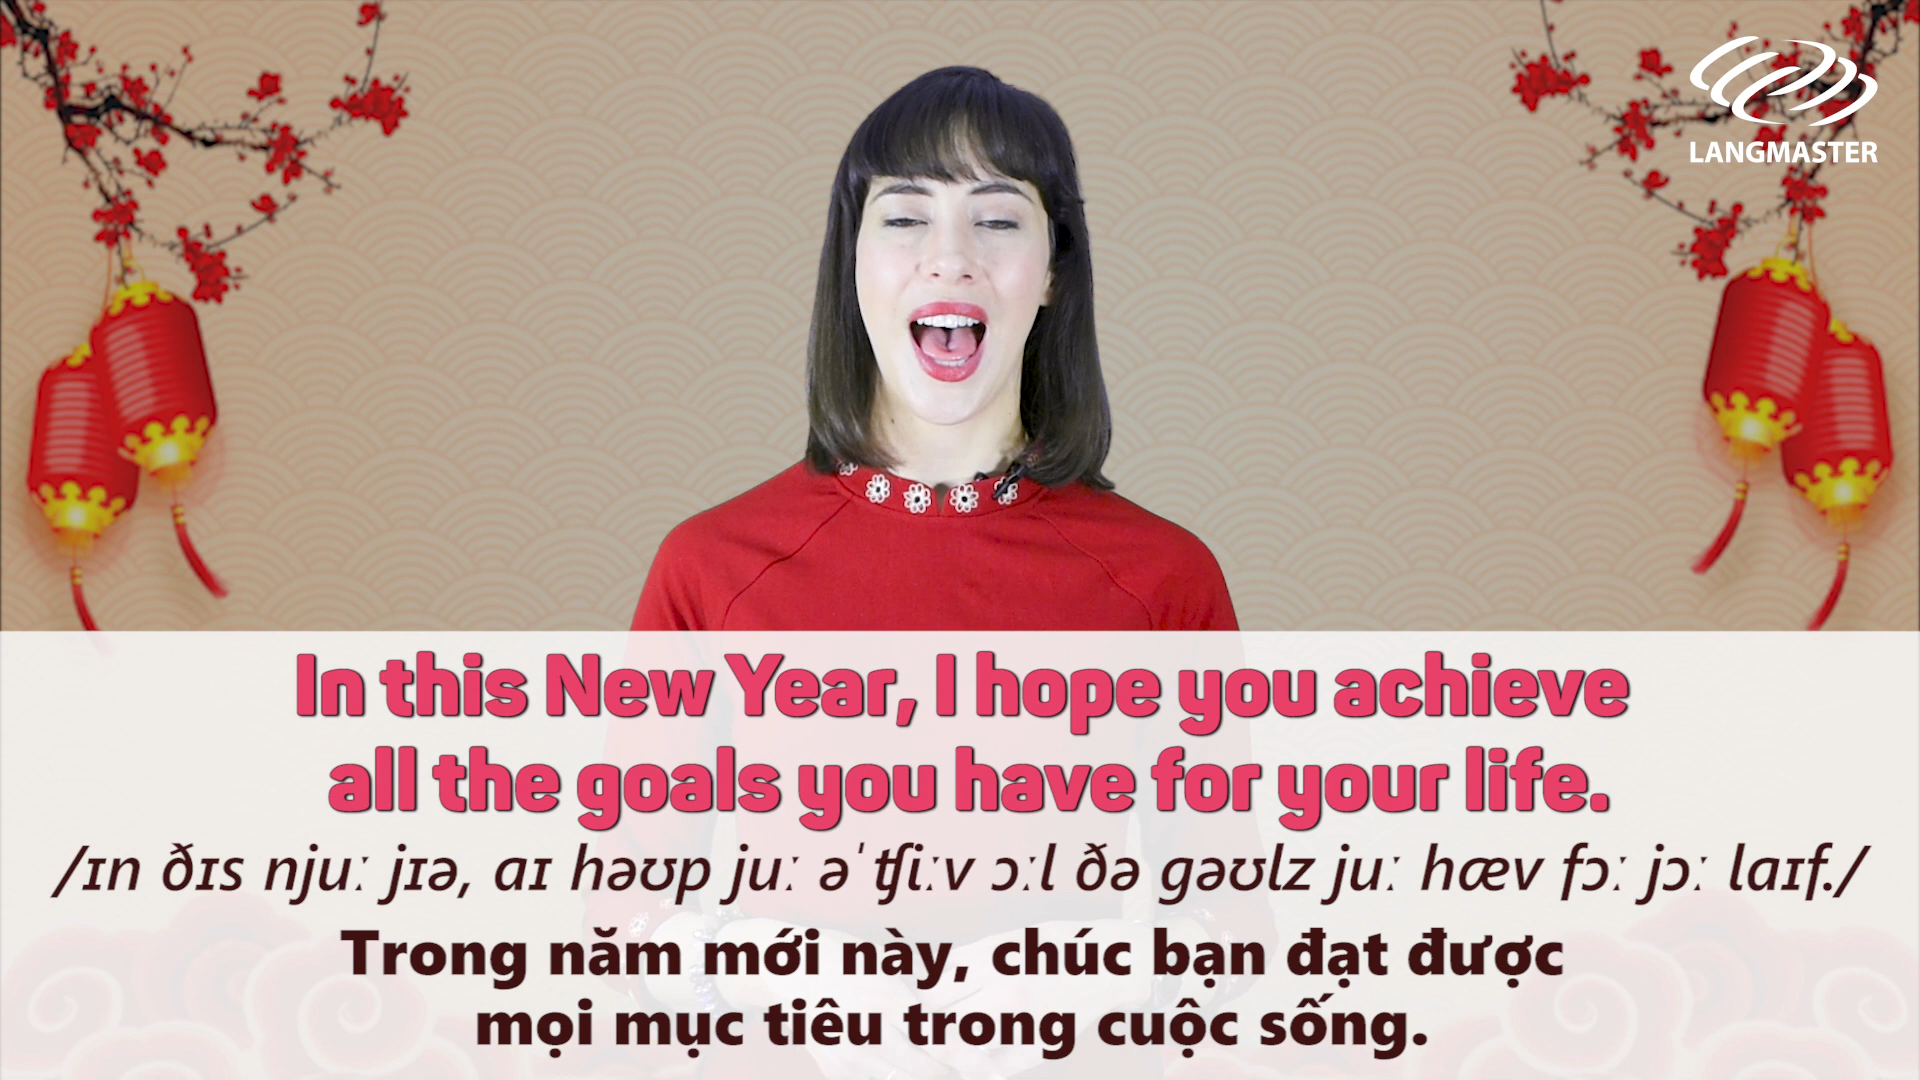 LANGMASTER
In this New Year, I hope you achieve
all the goals you have for your life.
/ɪn ðɪs njuː jɪə, aɪ həʊp juː əˈʧiːv ɔːl ðə gəʊlz juː hæv fɔː jɔː laɪf./
Trong năm mới này, chúc bạn đạt được
mọi mục tiêu trong cuộc sống.